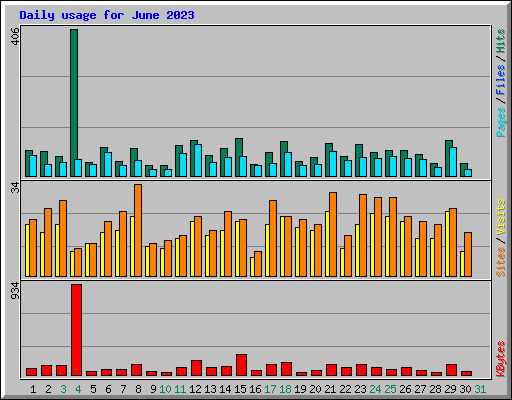 Daily usage for June 2023
406
Pages / Files / Hits
34
Sites / Visits
934
KBytes
1 2 3 4 5 6 7 8 9 10 11 12 13 14 15 16 17 18 19 20 21 22 23 24 25 26 27 28 29 30 31